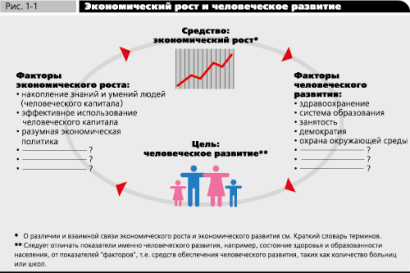 Рис. 1-1
Экономический рост и человеческое развитие
Средство:
экономический рост*
Факторы
экономического роста:
• накопление знаний и умений людей
(человеческого капитала)
• эффективное использование
человеческого капитала
• разумная экономическая
политика
• ?
• ?
• ?
Факторы
человеческого
развития:
• здравоохранение
• система образования
• занятость
• демократия
• охрана окружающей среды
• ?
• ?
• ?
Цель:
человеческое развитие**
* О различии и взаимной связи экономического роста и экономического развития см. Краткий словарь терминов.
** Следует отличать показатели именно человеческого развития, например, состояние здоровья и образованности
населения, от показателей "факторов", т.е. средств обеспечения человеческого развития, таких как количество больниц
или школ.